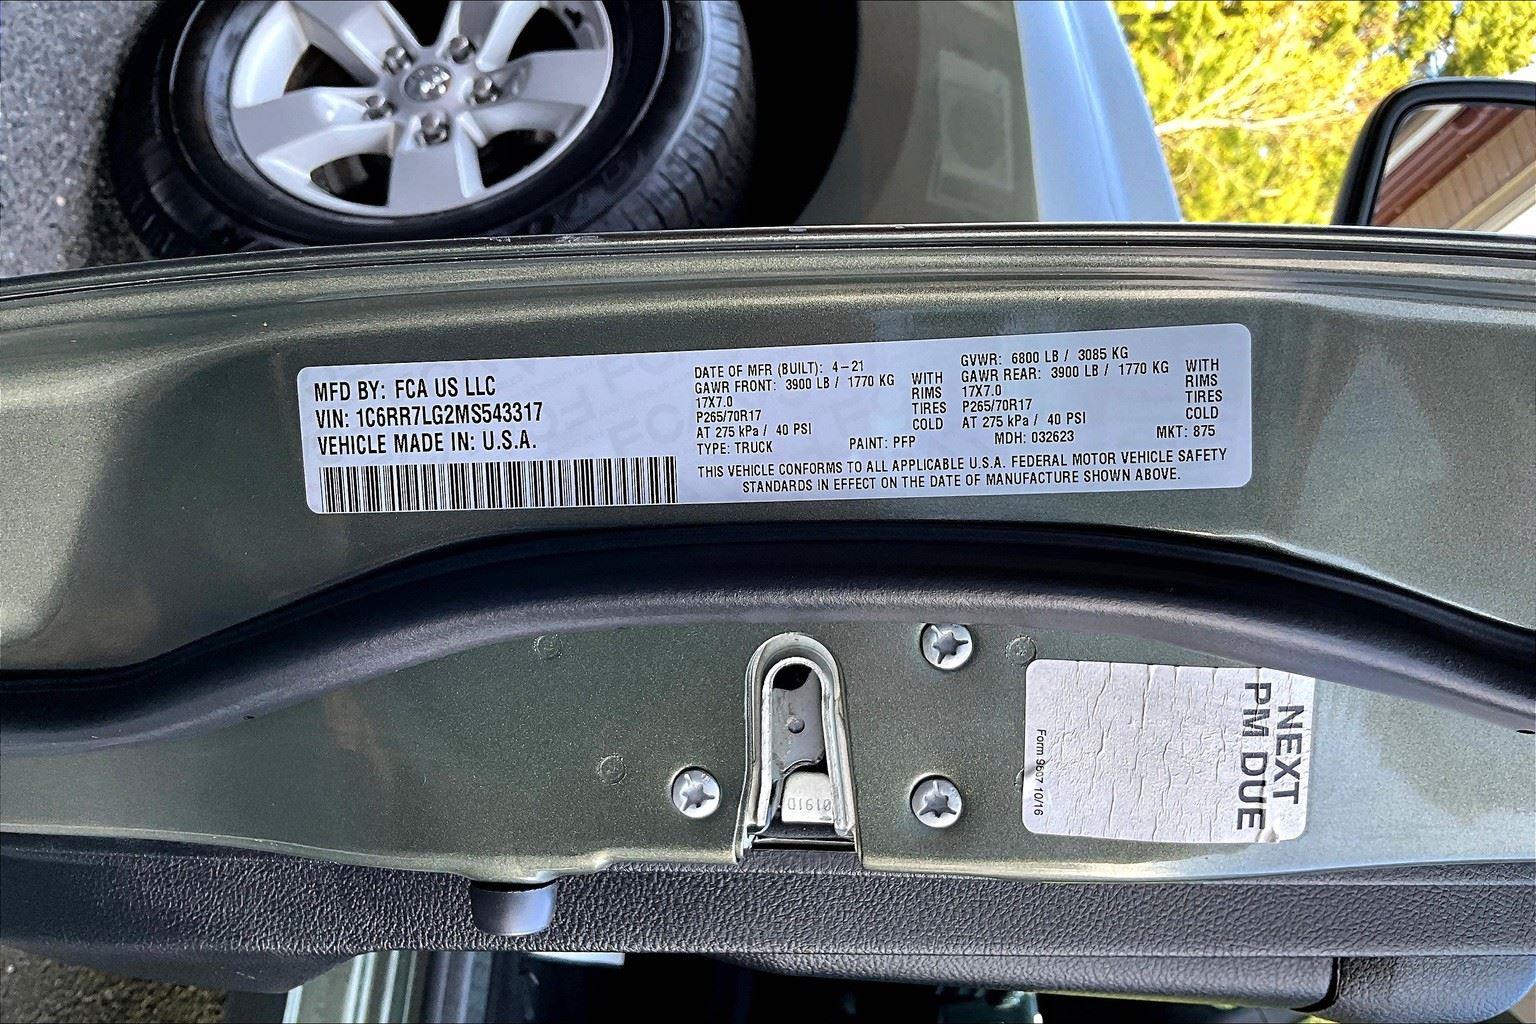 MFD BY: FCA US LLC
VIN: 1C6RR7LG2MS543317
VEHICLE MADE IN: U.S.A.
DATE OF MFR (BUILT): 4-21
GAWR FRONT: 3900 LB / 1770 KG WITH
17X7.0 RIMS
P265/70R17 TIRES
AT 275 kPa / 40 PSI COLD
TYPE: TRUCK PAINT: PFP
GVWR: 6800 LB / 3085 KG
GAWR REAR: 3900 LB / 1770 KG WITH
17X7.0 RIMS
P265/70R17 TIRES
AT 275 kPa / 40 PSI COLD
MDH: 032623 MKT: 875
THIS VEHICLE CONFORMS TO ALL APPLICABLE U.S.A. FEDERAL MOTOR VEHICLE SAFETY
STANDARDS IN EFFECT ON THE DATE OF MANUFACTURE SHOWN ABOVE.
0191D
NEXT
PM DUE
Form 9607 10/16